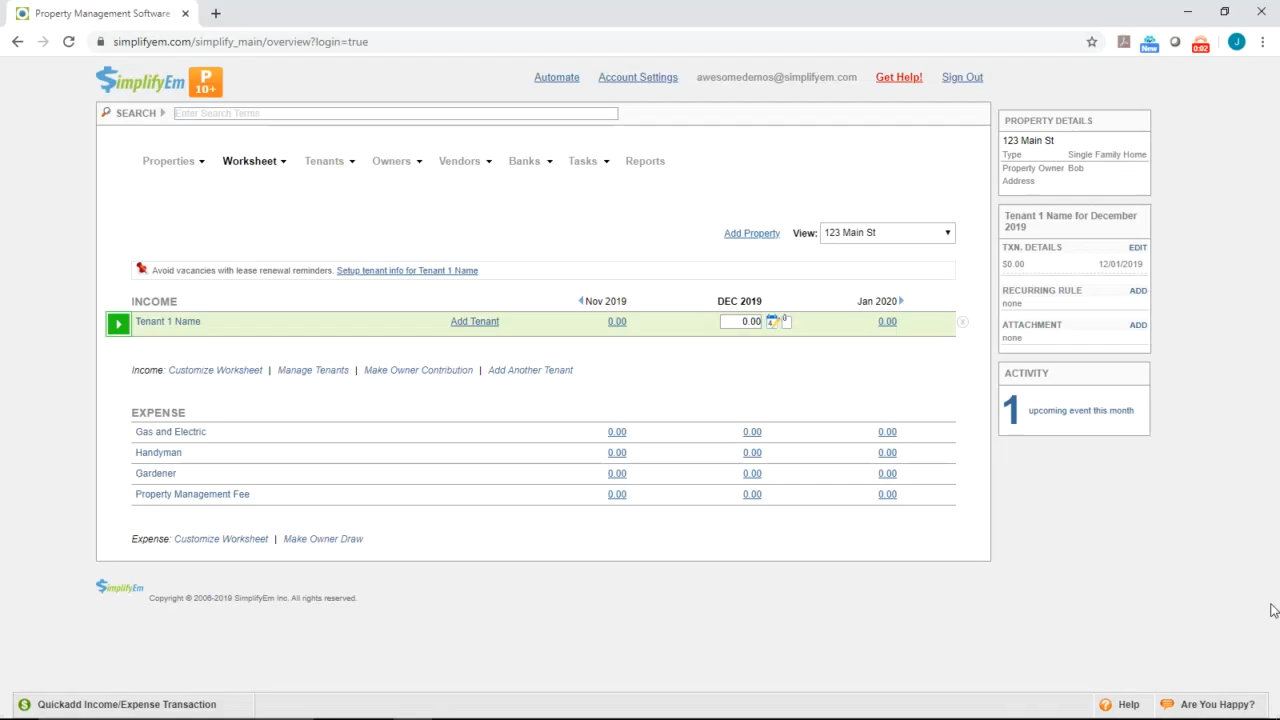 Property Management Software
simplifyem.com/simplify_main/overview?login=true
New
0:02
J
SimplifyEm
P
10+
Automate
Account Settings
awesomedemos@simplifyem.com
Get Help!
Sign Out
SEARCH
Enter Search Terms
Properties
Worksheet
Tenants
Owners
Vendors
Banks
Tasks
Reports
Add Property
View:
123 Main St
Avoid vacancies with lease renewal reminders. Setup tenant info for Tenant 1 Name
INCOME
Nov 2019
DEC 2019
Jan 2020
Tenant 1 Name
Add Tenant
0.00
0.00
0
0.00
x
Income: Customize Worksheet | Manage Tenants | Make Owner Contribution | Add Another Tenant
EXPENSE
Gas and Electric 0.00 0.00 0.00
Handyman 0.00 0.00 0.00
Gardener 0.00 0.00 0.00
Property Management Fee 0.00 0.00 0.00
Expense: Customize Worksheet | Make Owner Draw
PROPERTY DETAILS
123 Main St
Type Single Family Home
Property Owner Bob
Address
Tenant 1 Name for December
2019
TXN. DETAILS EDIT
$0.00 12/01/2019
RECURRING RULE ADD
none
ATTACHMENT ADD
none
ACTIVITY
1 upcoming event this month
SimplifyEm
Copyright © 2006-2019 SimplifyEm Inc. All rights reserved.
$ Quickadd Income/Expense Transaction
? Help
Are You Happy?